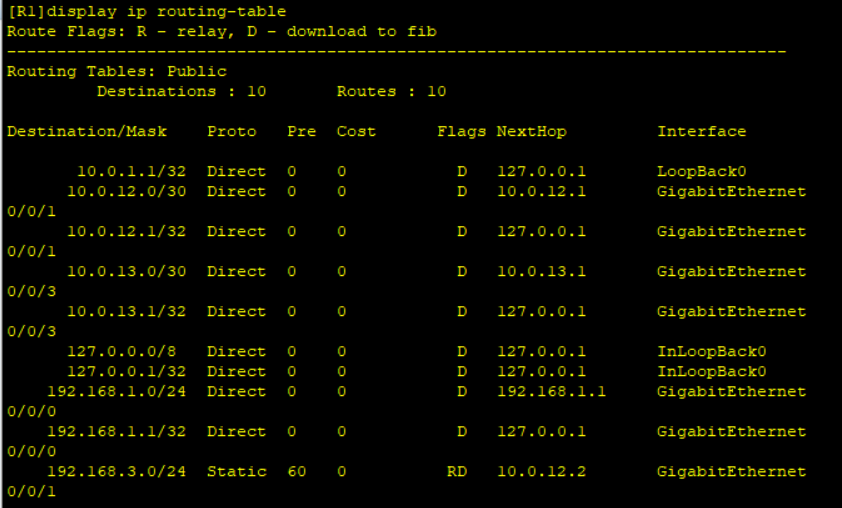 [R1]display ip routing-table
Route Flags: R - relay, D - download to fib
------------------------------------------------------------------------------
Routing Tables: Public
         Destinations : 10       Routes : 10

Destination/Mask    Proto   Pre  Cost      Flags NextHop         Interface

       10.0.1.1/32  Direct  0    0           D   127.0.0.1       LoopBack0
      10.0.12.0/30  Direct  0    0           D   10.0.12.1       GigabitEthernet
0/0/1
      10.0.12.1/32  Direct  0    0           D   127.0.0.1       GigabitEthernet
0/0/1
      10.0.13.0/30  Direct  0    0           D   10.0.13.1       GigabitEthernet
0/0/3
      10.0.13.1/32  Direct  0    0           D   127.0.0.1       GigabitEthernet
0/0/3
      127.0.0.0/8   Direct  0    0           D   127.0.0.1       InLoopBack0
      127.0.0.1/32  Direct  0    0           D   127.0.0.1       InLoopBack0
    192.168.1.0/24  Direct  0    0           D   192.168.1.1     GigabitEthernet
0/0/0
    192.168.1.1/32  Direct  0    0           D   127.0.0.1       GigabitEthernet
0/0/0
    192.168.3.0/24  Static  60   0          RD   10.0.12.2       GigabitEthernet
0/0/1